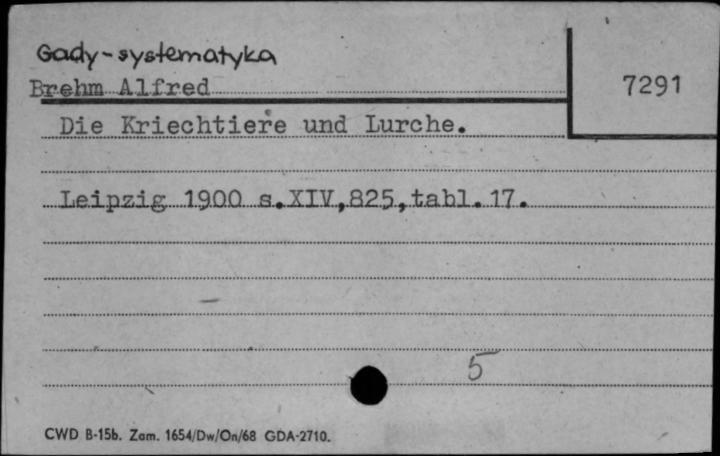 Gady-systematyka
Brehm Alfred
7291
Die Kriechtiere und Lurche.
Leipzig 1900 s.XIV,825,tabl.17.
5
CWD B-15b. Zam. 1654/Dw/On/68 GDA-2710.